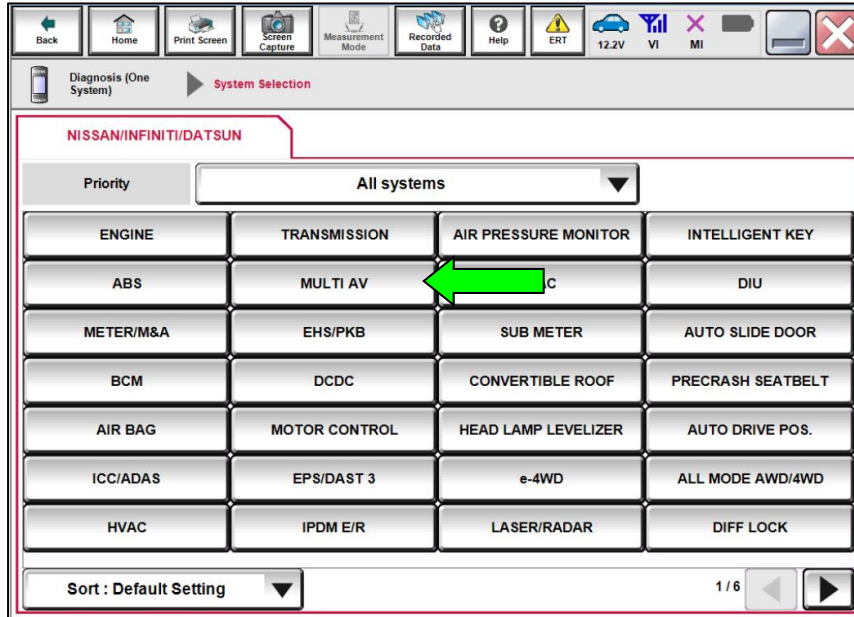 Back
Home
Print Screen
Screen
Capture
Measurement
Mode
Recorded
Data
Help
ERT
12.2V
VI
MI
Diagnosis (One
System)
System Selection
NISSAN/INFINITI/DATSUN
Priority
All systems
ENGINE
TRANSMISSION
AIR PRESSURE MONITOR
INTELLIGENT KEY
ABS
MULTI AV
C
DIU
METER/M&A
EHS/PKB
SUB METER
AUTO SLIDE DOOR
BCM
DCDC
CONVERTIBLE ROOF
PRECRASH SEATBELT
AIR BAG
MOTOR CONTROL
HEAD LAMP LEVELIZER
AUTO DRIVE POS.
ICC/ADAS
EPS/DAST 3
e-4WD
ALL MODE AWD/4WD
HVAC
IPDM E/R
LASER/RADAR
DIFF LOCK
Sort : Default Setting
1 / 6